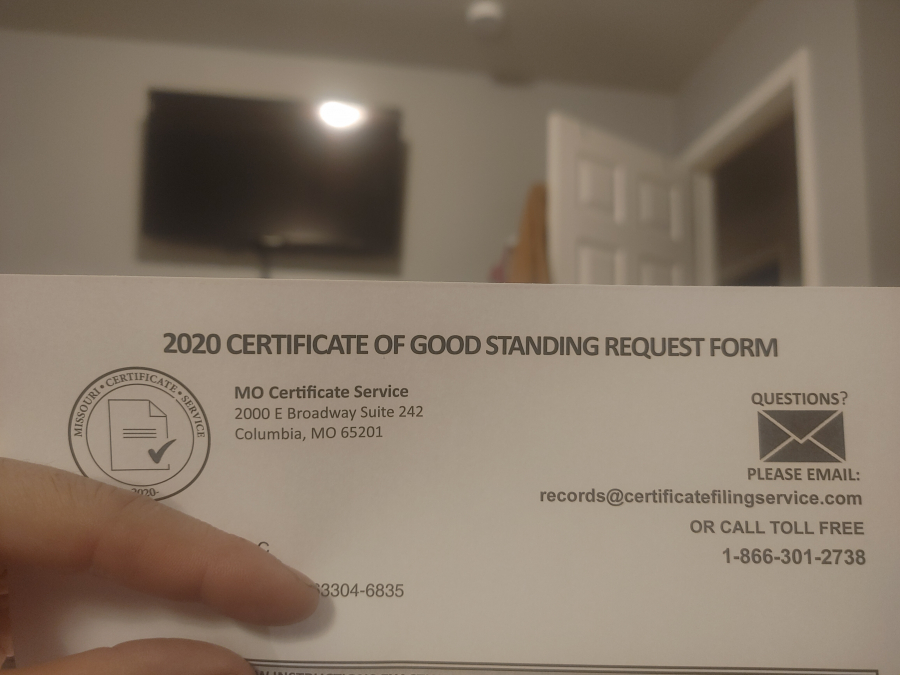 2020 CERTIFICATE OF GOOD STANDING REQUEST FORM
MISSOURI • CERTIFICATE • SERVICE
-2020-
MO Certificate Service
2000 E Broadway Suite 242
Columbia, MO 65201
QUESTIONS?
PLEASE EMAIL:
records@certificatefilingservice.com
OR CALL TOLL FREE
1-866-301-2738
C
3304-6835